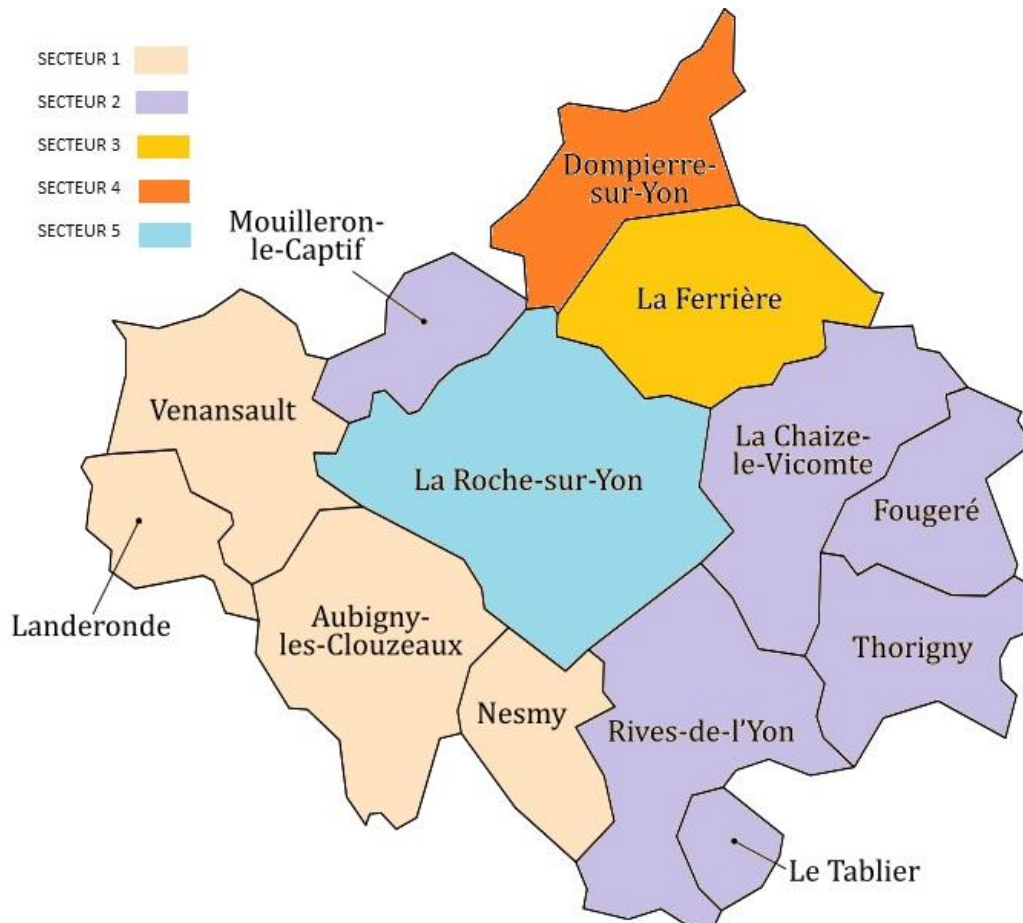 SECTEUR 1
SECTEUR 2
SECTEUR 3
SECTEUR 4
SECTEUR 5
Dompierre-
sur-Yon
Mouilleron-
le-Captif
La Ferrière
Venansault
La Chaize-
le-Vicomte
La Roche-sur-Yon
Fougeré
Landeronde
Aubigny-
les-Clouzeaux
Thorigny
Nesmy
Rives-de-l'Yon
Le Tablier